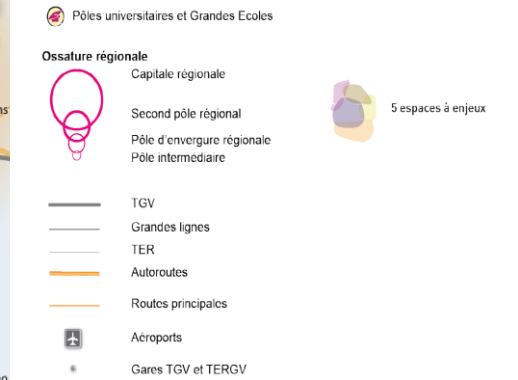 Pôles universitaires et Grandes Ecoles
Ossature régionale
Capitale régionale
Second pôle régional
Pôle d'envergure régionale
Pôle intermédiaire
5 espaces à enjeux
TGV
Grandes lignes
TER
Autoroutes
Routes principales
Aéroports
Gares TGV et TERGV